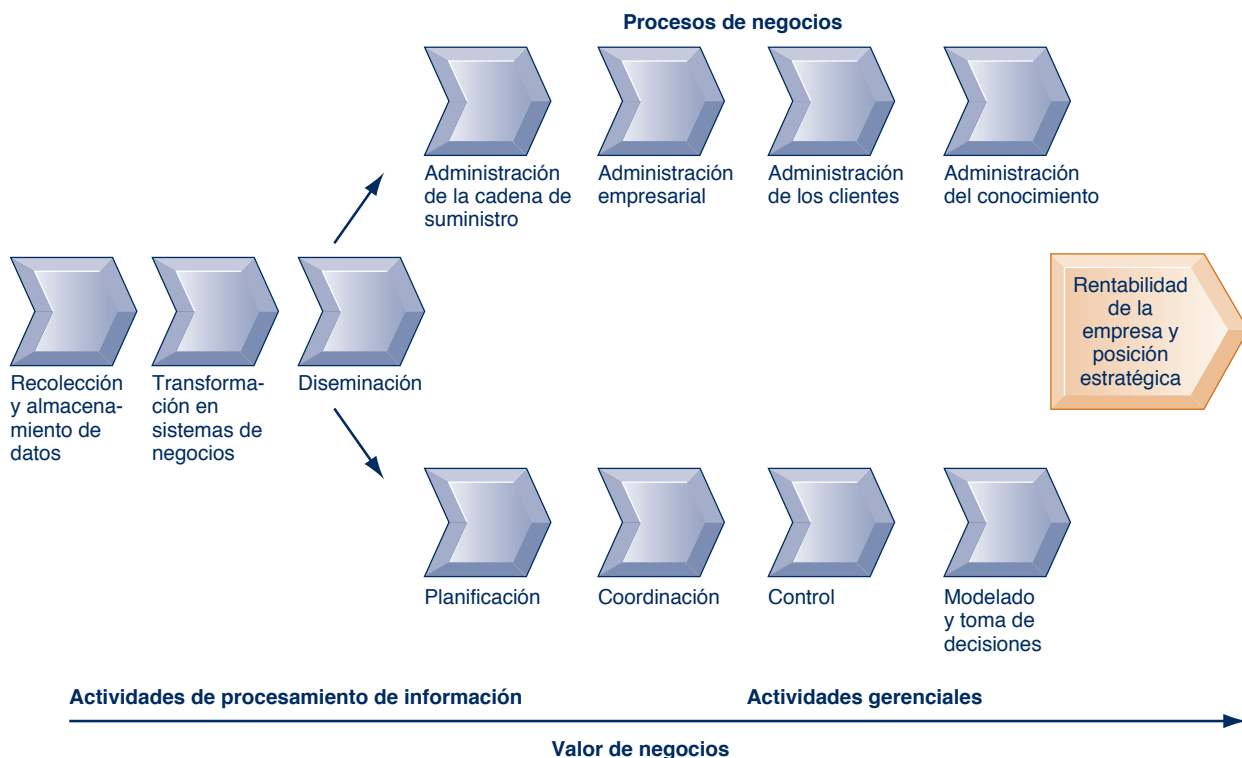 Procesos de negocios
Administración
de la cadena de
suministro
Administración
empresarial
Administración
de los clientes
Administración
del conocimiento
Recolección
y almacena-
miento de
datos
Transforma-
ción en
sistemas de
negocios
Diseminación
Rentabilidad
de la
empresa y
posición
estratégica
Planificación
Coordinación
Control
Modelado
y toma de
decisiones
Actividades de procesamiento de información
Actividades gerenciales
Valor de negocios